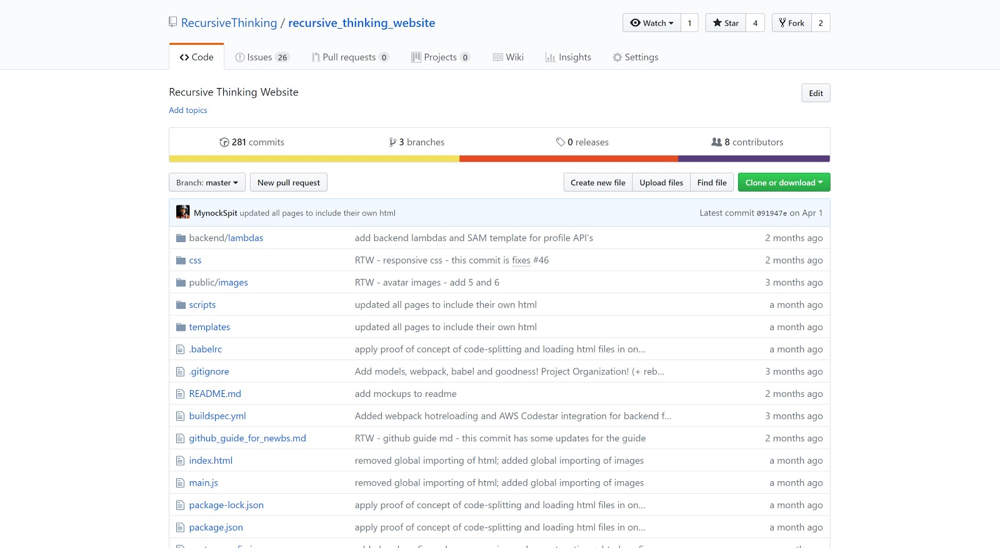 RecursiveThinking / recursive_thinking_website
Watch 1 Star 4 Fork 2
Code Issues 26 Pull requests 0 Projects 0 Wiki Insights Settings
Recursive Thinking Website
Edit
Add topics
281 commits 3 branches 0 releases 8 contributors
Branch: master New pull request Create new file Upload files Find file Clone or download
MynockSpit updated all pages to include their own html Latest commit 091947e on Apr 1
backend/lambdas add backend lambdas and SAM template for profile API's 2 months ago
css RTW - responsive css - this commit is fixes #46 2 months ago
public/images RTW - avatar images - add 5 and 6 3 months ago
scripts updated all pages to include their own html a month ago
templates updated all pages to include their own html a month ago
.babelrc apply proof of concept of code-splitting and loading html files in on... a month ago
.gitignore Add models, webpack, babel and goodness! Project Organization! (+ reb... 3 months ago
README.md add mockups to readme 2 months ago
buildspec.yml Added webpack hotreloading and AWS Codestar integration for backend f... 3 months ago
github_guide_for_newbs.md RTW - github guide md - this commit has some updates for the guide 2 months ago
index.html removed global importing of html; added global importing of images a month ago
main.js removed global importing of html; added global importing of images a month ago
package-lock.json apply proof of concept of code-splitting and loading html files in on... a month ago
package.json apply proof of concept of code-splitting and loading html files in on... a month ago